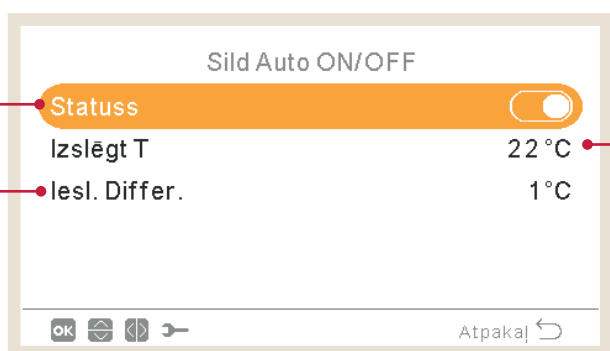 Sild Auto ON/OFF
Statuss
Izslēgt T 22°C
Iesl. Differ. 1°C
OK Atpakaļ